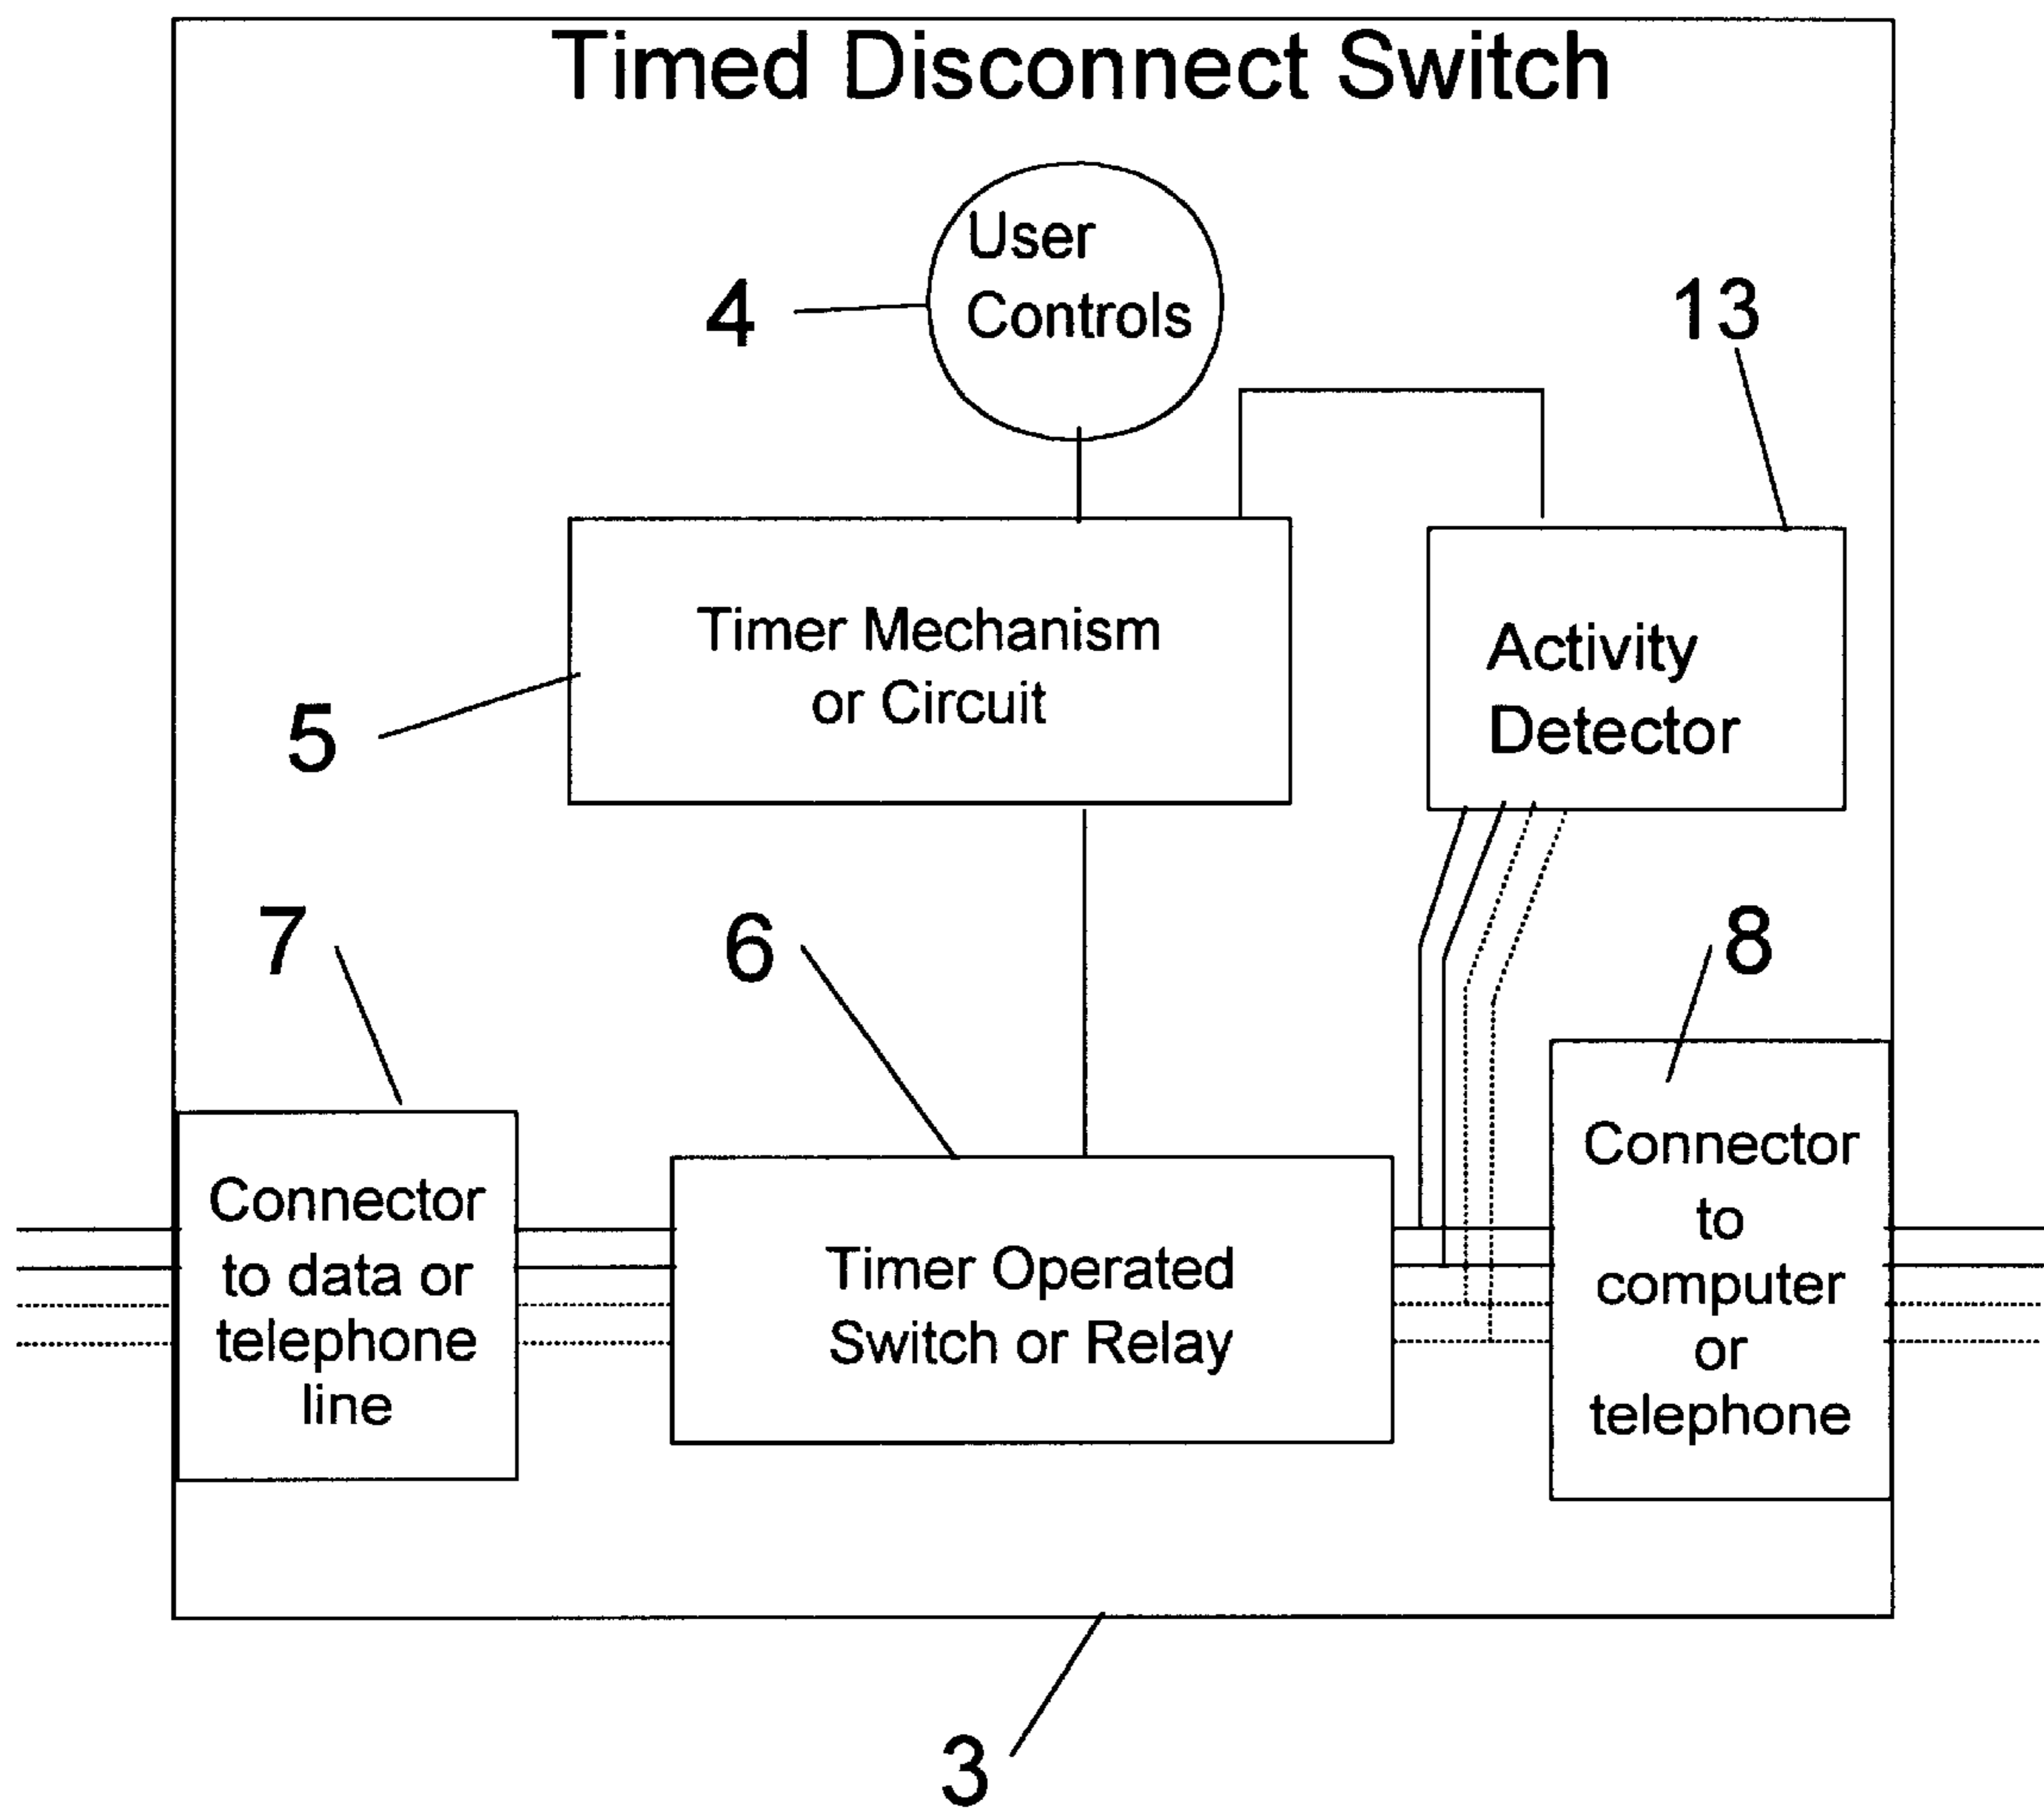 Timed Disconnect Switch
User
Controls
4
13
Timer Mechanism
or Circuit
5
Activity
Detector
7
6
8
Connector
to data or
telephone
line
Timer Operated
Switch or Relay
Connector
to
computer
or
telephone
3